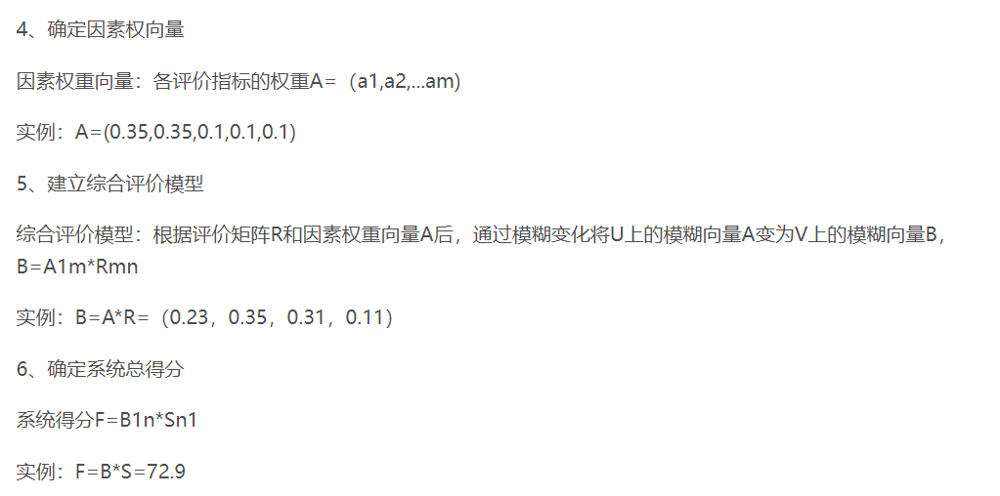 4、确定因素权向量
因素权重向量：各评价指标的权重A=（a1,a2,...am)
实例：A=(0.35,0.35,0.1,0.1,0.1)
5、建立综合评价模型
综合评价模型：根据评价矩阵R和因素权重向量A后，通过模糊变化将U上的模糊向量A变为V上的模糊向量B，
B=A1m*Rmn
实例：B=A*R=（0.23，0.35，0.31，0.11）
6、确定系统总得分
系统得分F=B1n*Sn1
实例：F=B*S=72.9